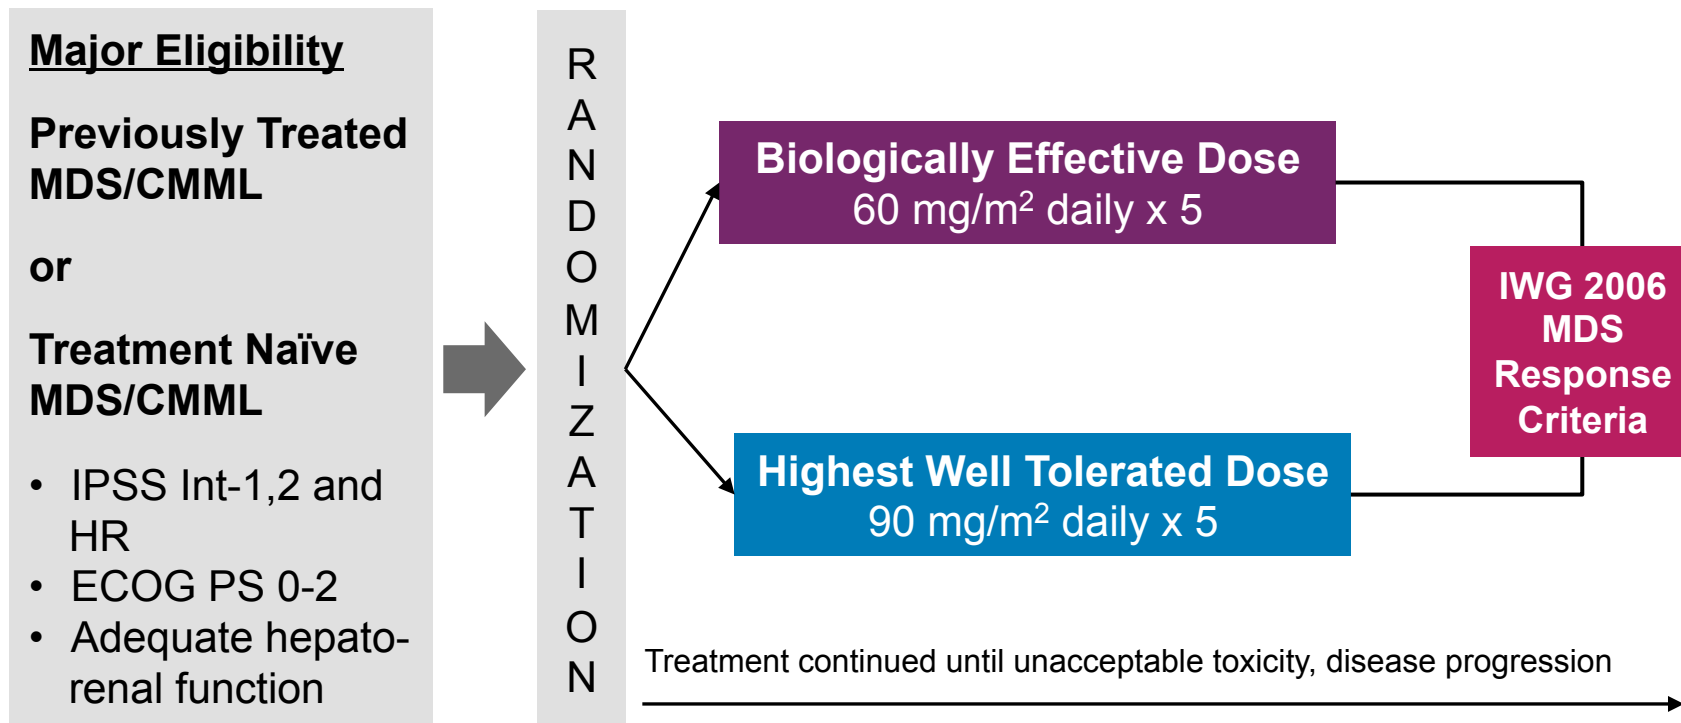 Major Eligibility
Previously Treated
MDS/CMML
or
Treatment Naïve
MDS/CMML
• IPSS Int-1,2 and
HR
• ECOG PS 0-2
• Adequate hepato-
renal function
R
A
N
D
O
M
I
Z
A
T
I
O
N
Biologically Effective Dose
60 mg/m² daily x 5
Highest Well Tolerated Dose
90 mg/m² daily x 5
IWG 2006
MDS
Response
Criteria
Treatment continued until unacceptable toxicity, disease progression